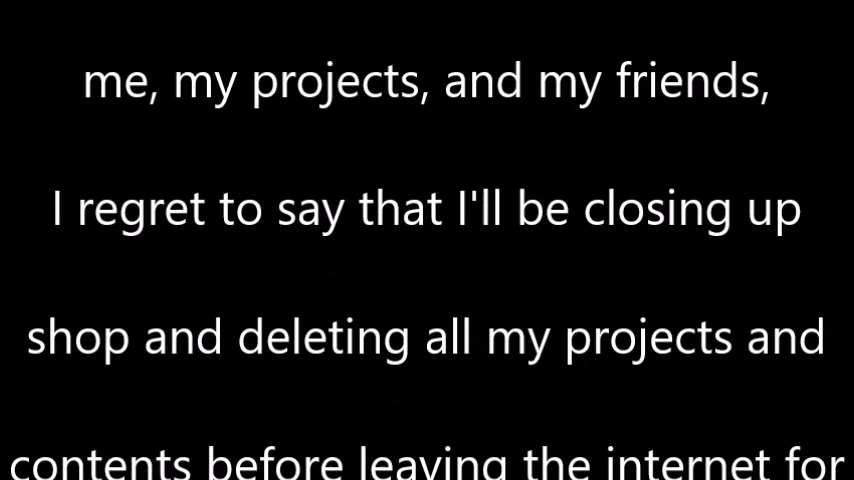 me, my projects, and my friends,
I regret to say that I'll be closing up
shop and deleting all my projects and
contents before leaving the internet for